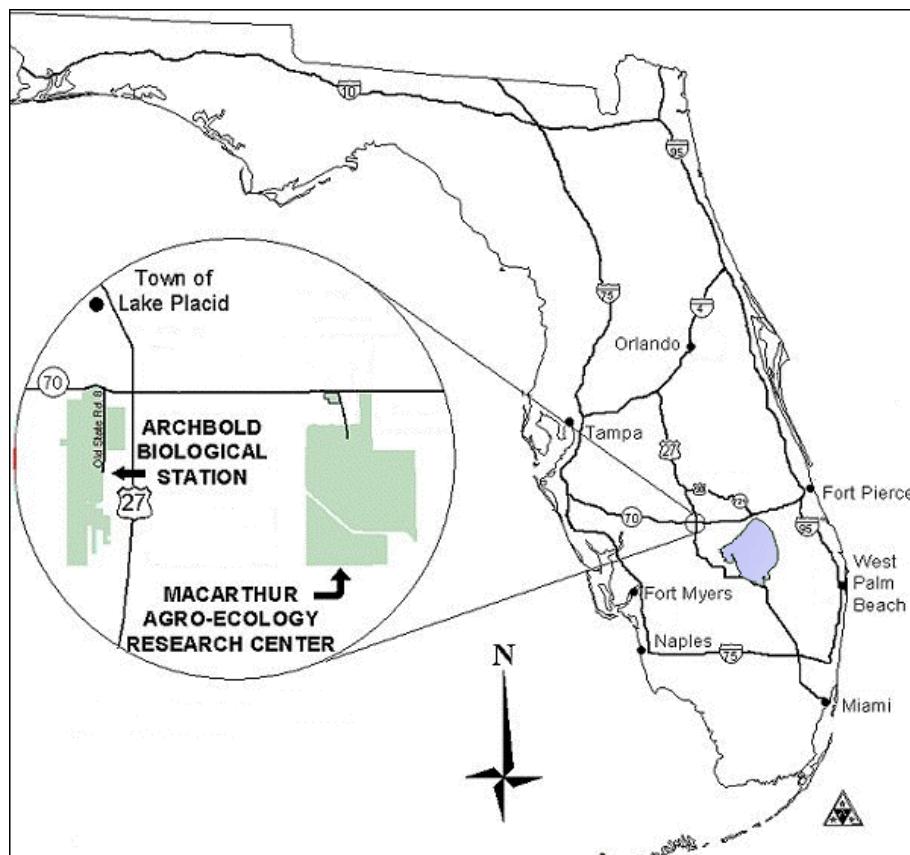 10
95
75
4
Orlando
Tampa
27
Fort Pierce
70
95
West
Palm
Beach
Fort Myers
Naples
75
Miami
Town of
Lake Placid
70
Old State Rd. 8
ARCHBOLD
BIOLOGICAL
STATION
27
MACARTHUR
AGRO-ECOLOGY
RESEARCH CENTER
N